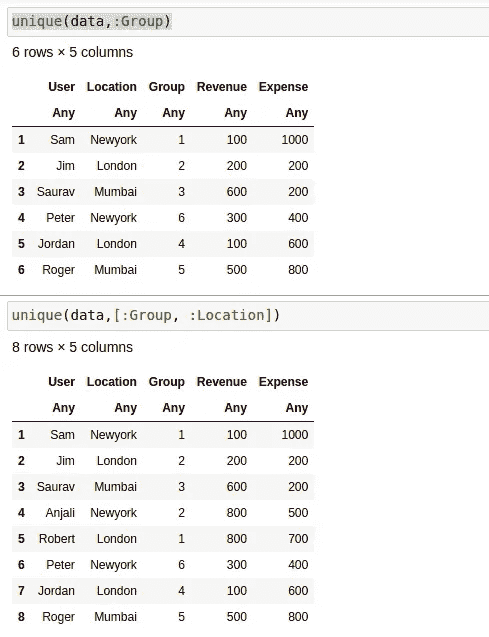 unique(data,:Group)
6 rows × 5 columns
User Location Group Revenue Expense
Any Any Any Any Any
1 Sam Newyork 1 100 1000
2 Jim London 2 200 200
3 Saurav Mumbai 3 600 200
4 Peter Newyork 6 300 400
5 Jordan London 4 100 600
6 Roger Mumbai 5 500 800
unique(data,[:Group, :Location])
8 rows × 5 columns
User Location Group Revenue Expense
Any Any Any Any Any
1 Sam Newyork 1 100 1000
2 Jim London 2 200 200
3 Saurav Mumbai 3 600 200
4 Anjali Newyork 2 800 500
5 Robert London 1 800 700
6 Peter Newyork 6 300 400
7 Jordan London 4 100 600
8 Roger Mumbai 5 500 800